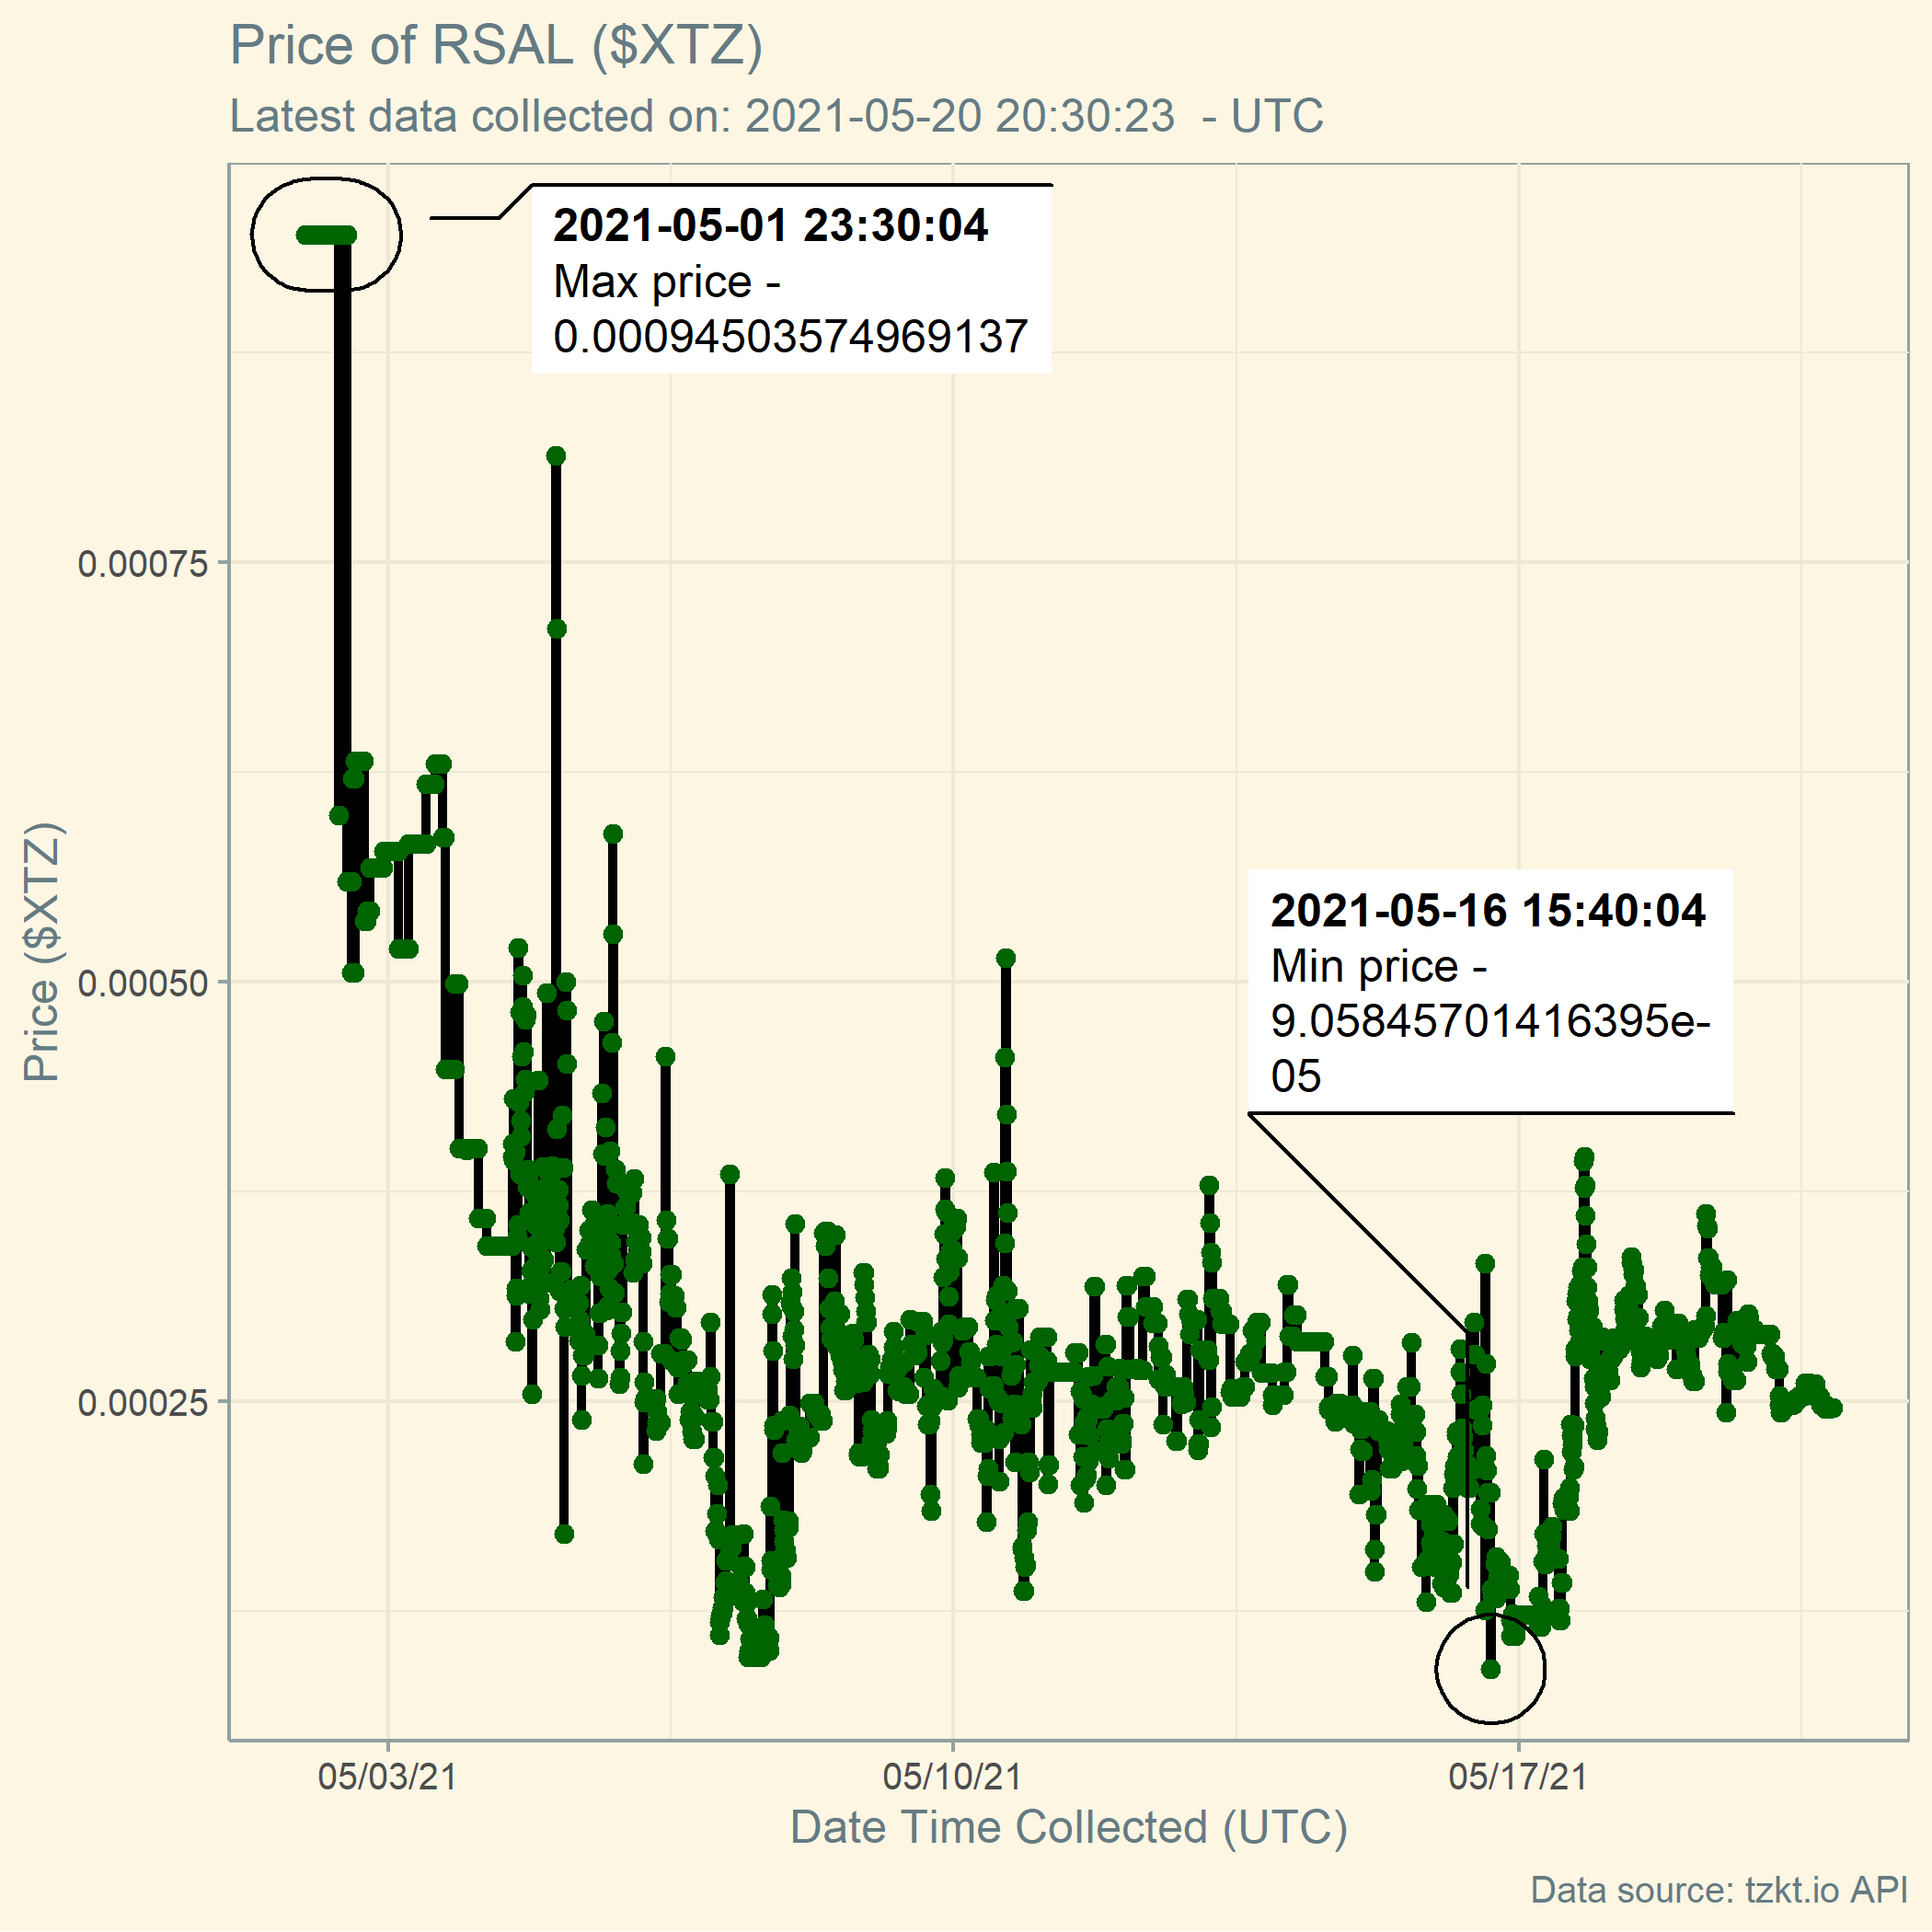 Price of RSAL ($XTZ)
Latest data collected on: 2021-05-20 20:30:23 - UTC
2021-05-01 23:30:04
Max price -
0.00094503574969137
0.00075
2021-05-16 15:40:04
Min price -
9.05845701416395e-
05
0.00050
0.00025
Price ($XTZ)
05/03/21
05/10/21
05/17/21
Date Time Collected (UTC)
Data source: tzkt.io API